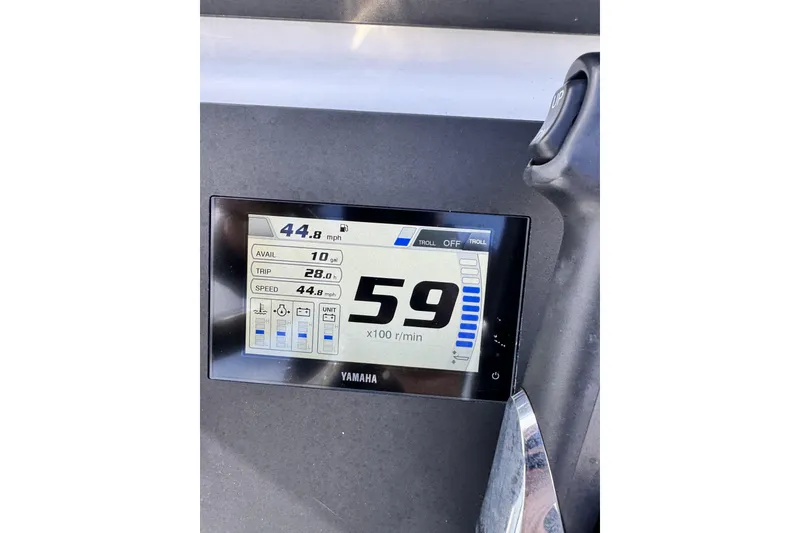 UP
44.8 mph
TROLL OFF TROLL
AVAIL 10 gal
TRIP 28.0 h
SPEED 44.8 mph
59
x100 r/min
UNIT
YAMAHA